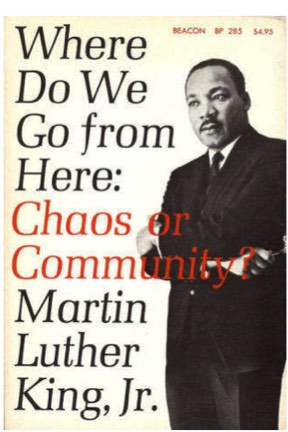 BEACON BP 285 $4.95
Where
Do We
Go from
Here:
Chaos or
Community?
Martin
Luther
King, Jr.